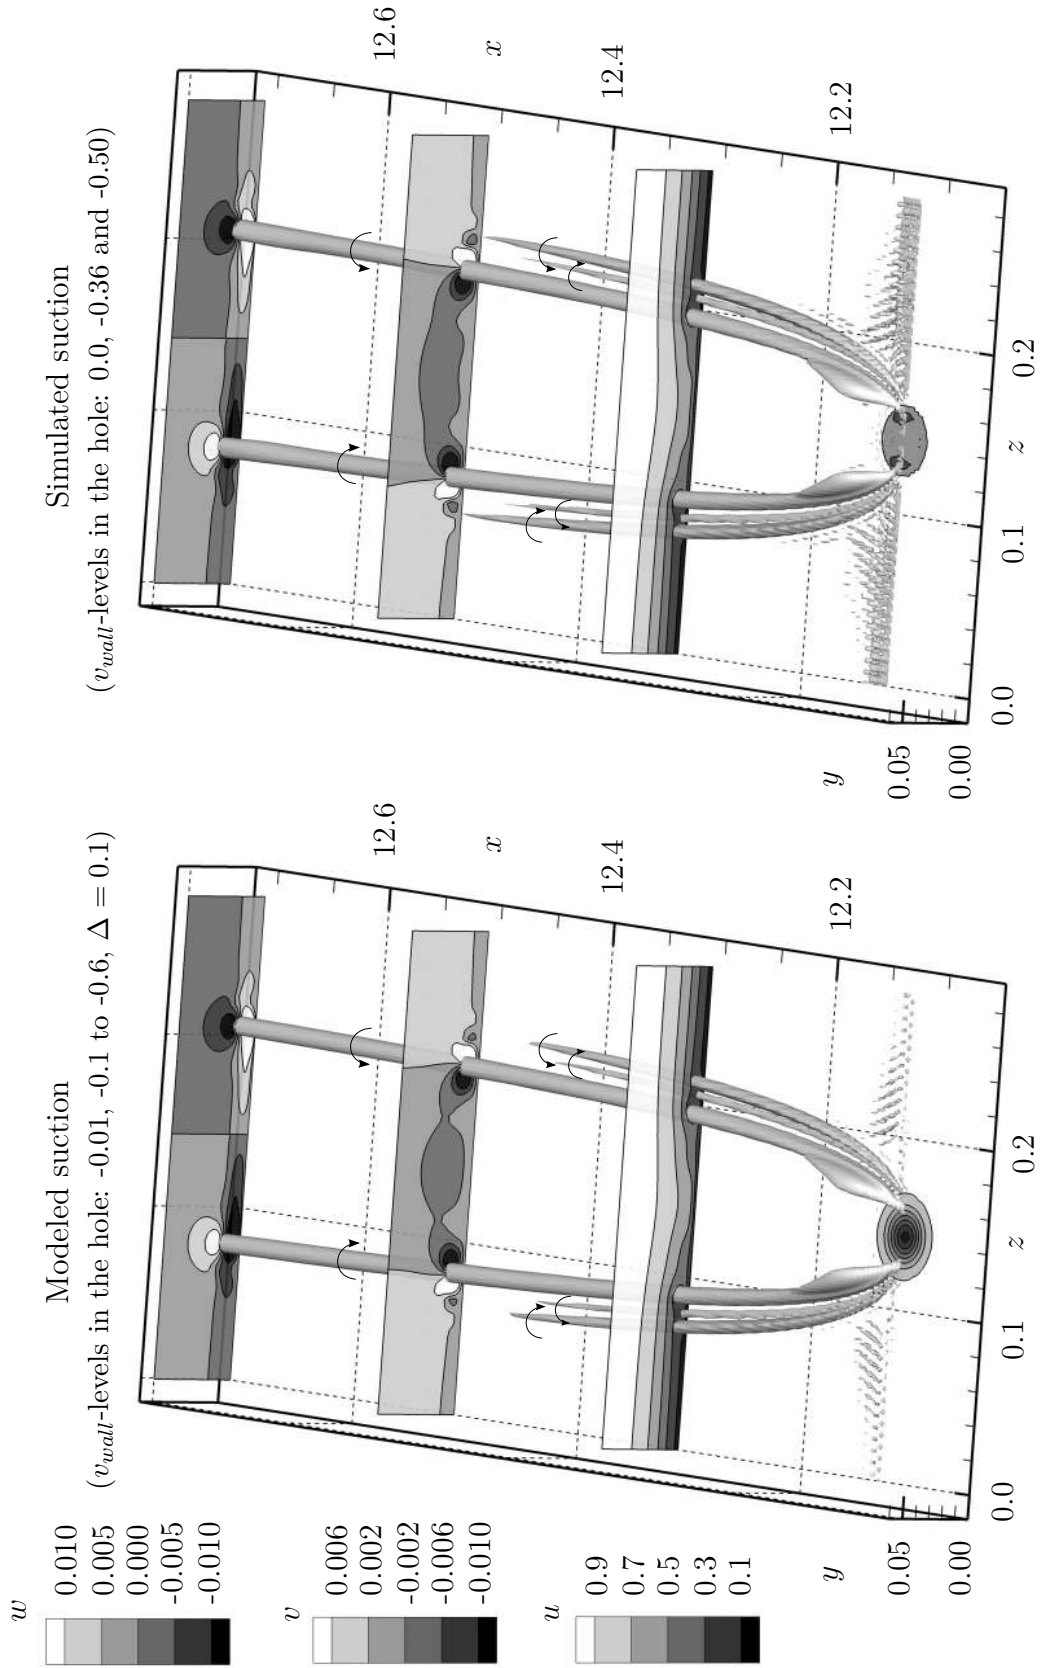 Modeled suction
(v_wall-levels in the hole: -0.01, -0.1 to -0.6, Δ = 0.1)
w
0.010
0.005
0.000
-0.005
-0.010
v
0.006
0.002
-0.002
-0.006
-0.010
u
0.9
0.7
0.5
0.3
0.1
12.6
x
12.4
12.2
y
0.05
0.00
0.0
0.1
z
0.2
Simulated suction
(v_wall-levels in the hole: 0.0, -0.36 and -0.50)
12.6
x
12.4
12.2
y
0.05
0.00
0.0
0.1
z
0.2